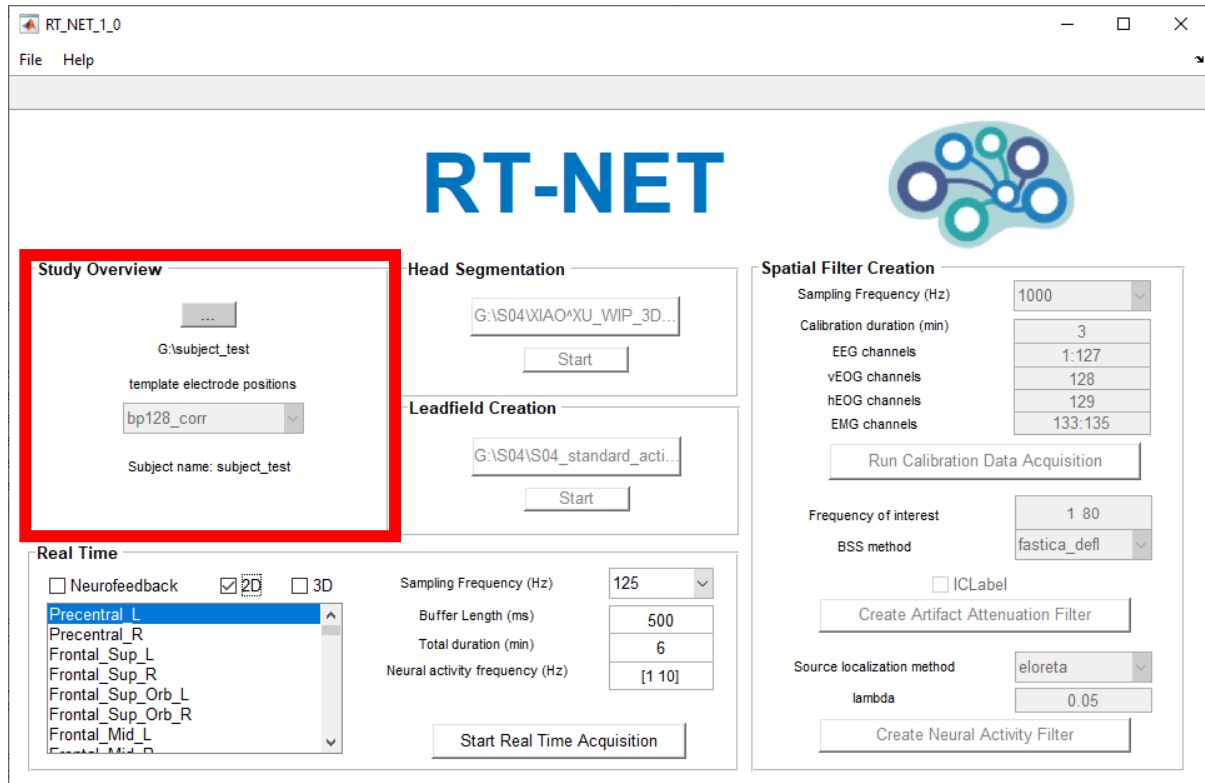 RT_NET_1_0
File Help
RT-NET
Study Overview
...
G:\subject_test
template electrode positions
bp128_corr
Subject name: subject_test
Head Segmentation
G:\S04\XIAO^XU_WIP_3D...
Start
Leadfield Creation
G:\S04\S04_standard_acti...
Start
Spatial Filter Creation
Sampling Frequency (Hz) 1000
Calibration duration (min) 3
EEG channels 1:127
vEOG channels 128
hEOG channels 129
EMG channels 133:135
Run Calibration Data Acquisition
Frequency of interest 1 80
BSS method fastica_defl
ICLabel
Create Artifact Attenuation Filter
Source localization method eloreta
lambda 0.05
Create Neural Activity Filter
Real Time
Neurofeedback 2D 3D
Precentral_L
Precentral_R
Frontal_Sup_L
Frontal_Sup_R
Frontal_Sup_Orb_L
Frontal_Sup_Orb_R
Frontal_Mid_L
Frontal_Mid_R
Sampling Frequency (Hz) 125
Buffer Length (ms) 500
Total duration (min) 6
Neural activity frequency (Hz) [1 10]
Start Real Time Acquisition